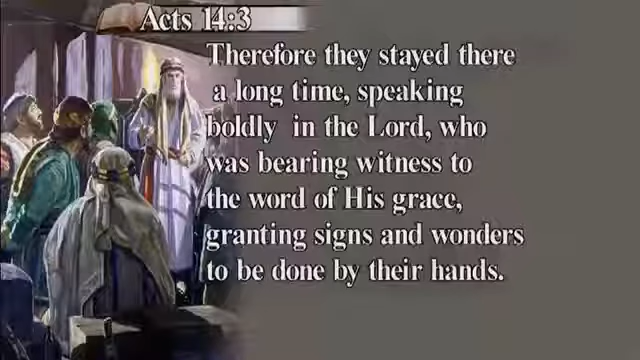 Acts 14:3
Therefore they stayed there
a long time, speaking
boldly in the Lord, who
was bearing witness to
the word of His grace,
granting signs and wonders
to be done by their hands.